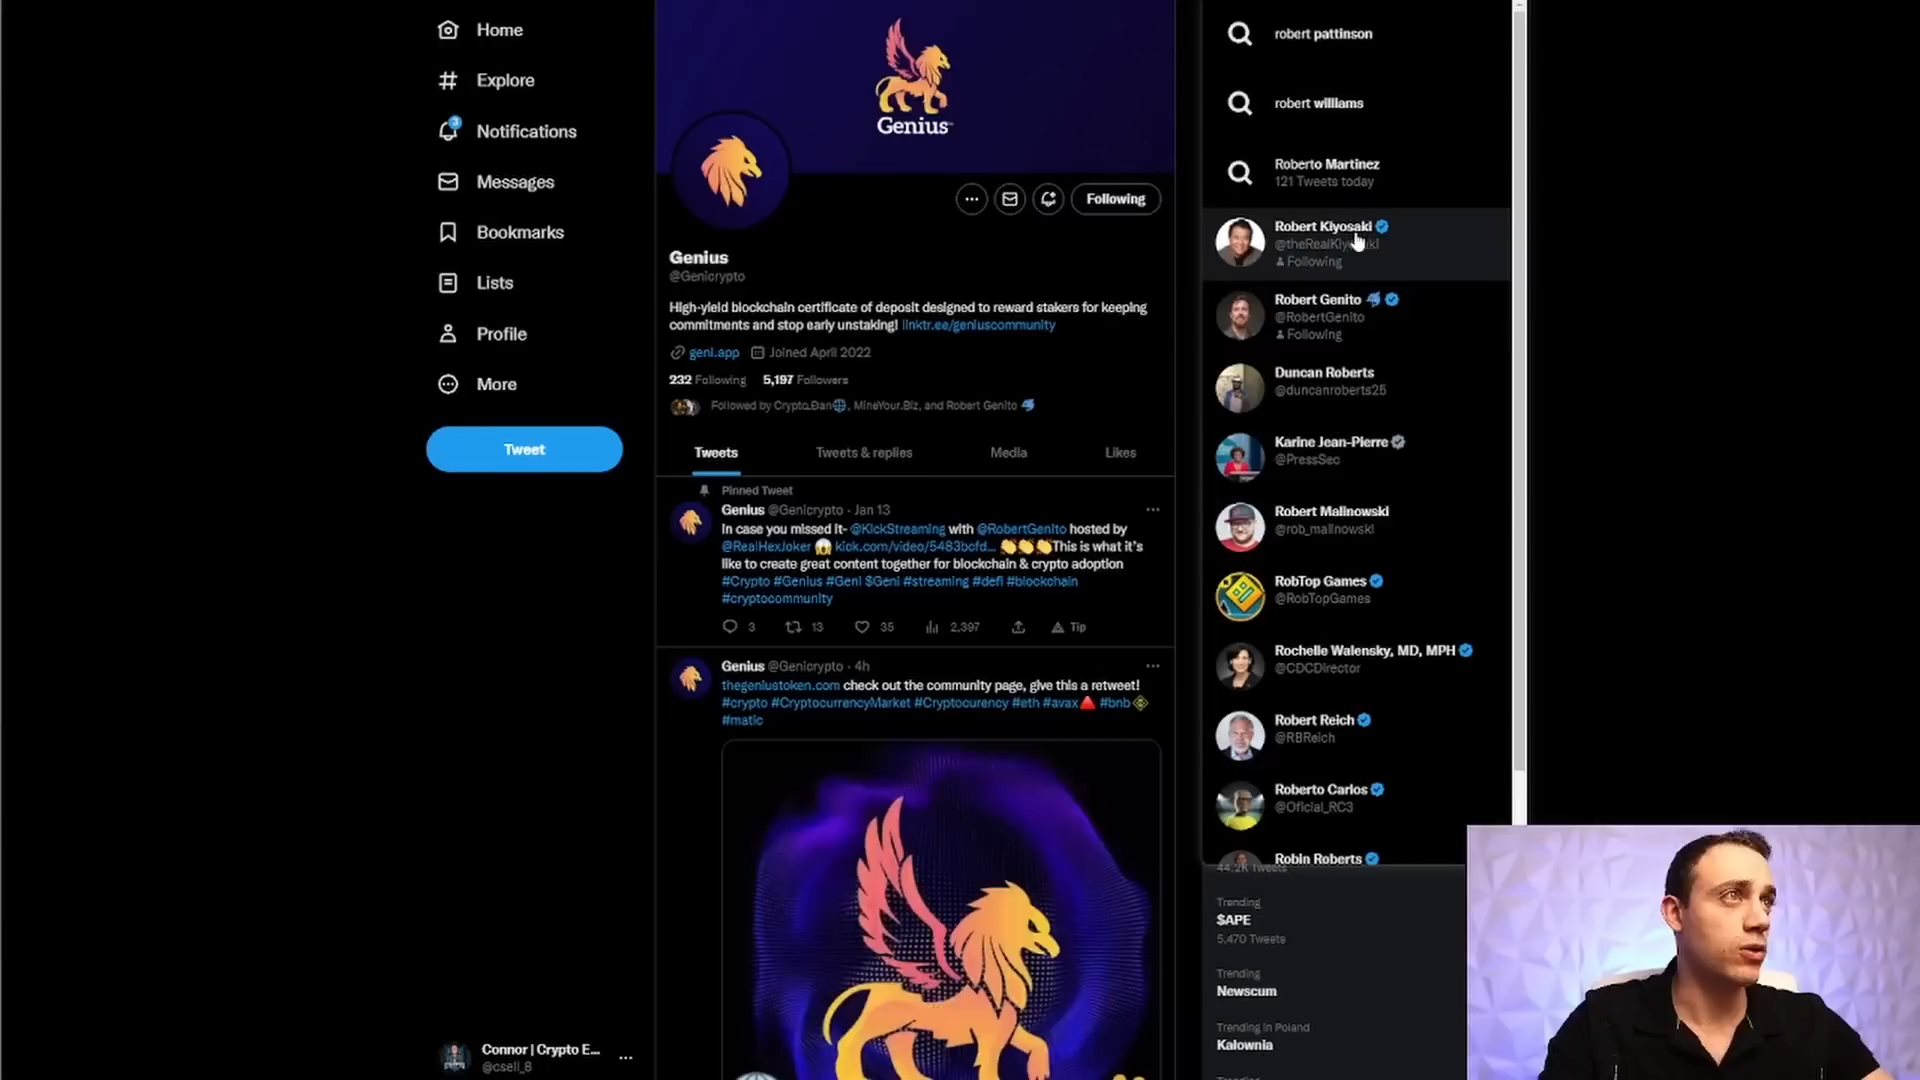 Home
Explore
3
Notifications
Messages
Bookmarks
Lists
Profile
More
Tweet
Connor | Crypto E...
@csell_8
Genius
Following
Genius
@Genicrypto
High-yield blockchain certificate of deposit designed to reward stakers for keeping
commitments and stop early unstaking! linktr.ee/geniuscommunity
geni.app Joined April 2022
232 Following 5,197 Followers
Followed by Crypto.Dan, MineYour.Biz, and Robert Genito
Tweets Tweets & replies Media Likes
Pinned Tweet
Genius @Genicrypto · Jan 13
In case you missed it- @KickStreaming with @RobertGenito hosted by
@RealHexJoker kick.com/video/5483bcfd... This is what it's
like to create great content together for blockchain & crypto adoption
#Crypto #Genius #Geni $Geni #streaming #defi #blockchain
#cryptocommunity
3 13 35 2,397 Tip
Genius @Genicrypto · 4h
thegeniustoken.com check out the community page, give this a retweet!
#crypto #CryptocurrencyMarket #Cryptocurency #eth #avax #bnb
#matic
robert pattinson
robert williams
Roberto Martinez
121 Tweets today
Robert Kiyosaki
Following
Robert Genito
@RobertGenito
Following
Duncan Roberts
@duncanroberts25
Karine Jean-Pierre
@PressSec
Robert Malinowski
@rob_malinowski
RobTop Games
@RobTopGames
Rochelle Walensky, MD, MPH
@CDCDirector
Robert Reich
@RBReich
Roberto Carlos
@Oficial_RC3
Robin Roberts
44.2K Tweets
Trending
$APE
5,470 Tweets
Trending
Newscum
Trending in Poland
Kalownia